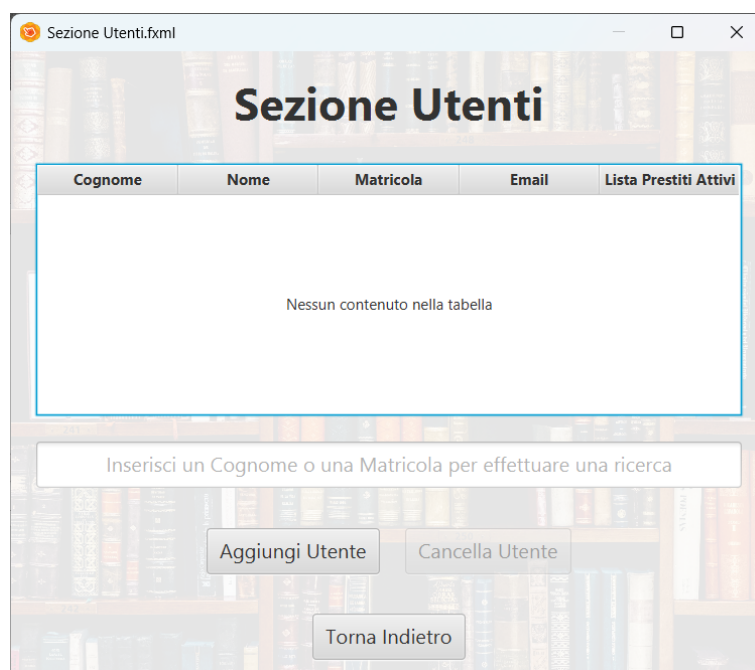 Sezione Utenti.fxml
Sezione Utenti
Cognome Nome Matricola Email Lista Prestiti Attivi
Nessun contenuto nella tabella
Inserisci un Cognome o una Matricola per effettuare una ricerca
Aggiungi Utente Cancella Utente
Torna Indietro